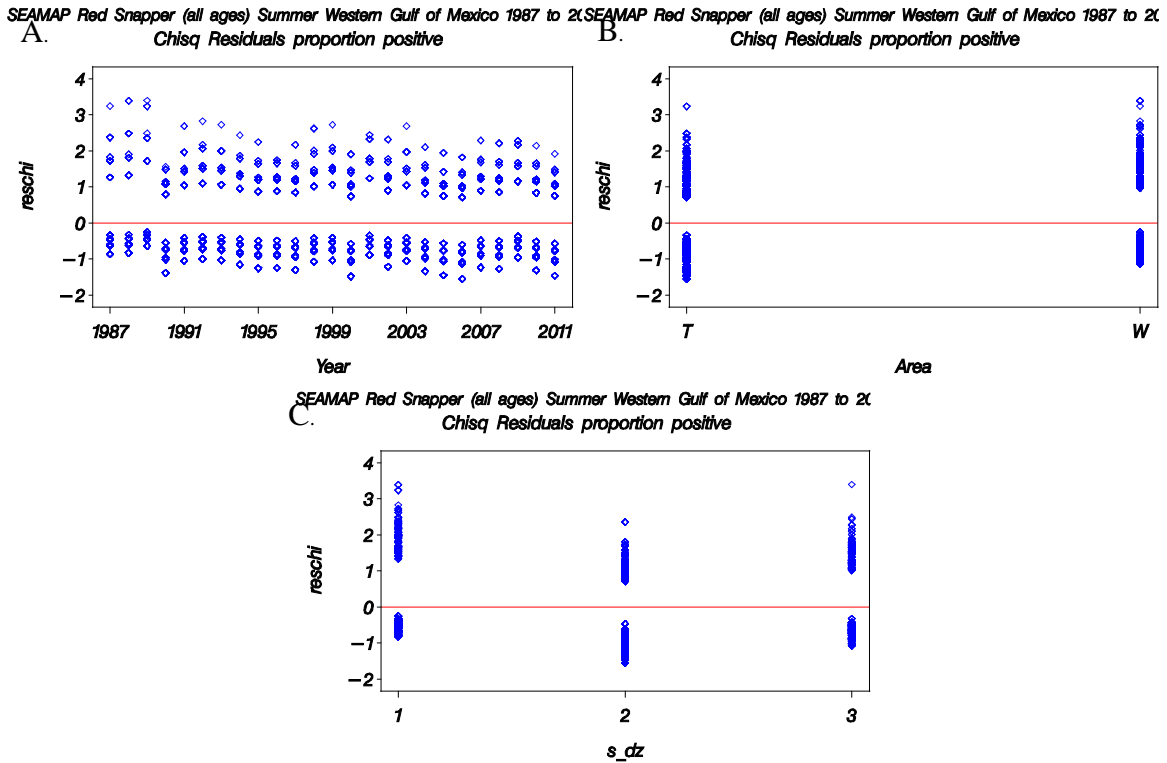 SEAMAP Red Snapper (all ages) Summer Western Gulf of Mexico 1987 to 20
A.
Chisq Residuals proportion positive
4
3
2
1
0
−1
−2
reschi
1987 1991 1995 1999 2003 2007 2011
Year
SEAMAP Red Snapper (all ages) Summer Western Gulf of Mexico 1987 to 20
B.
Chisq Residuals proportion positive
4
3
2
1
0
−1
−2
reschi
T W
Area
SEAMAP Red Snapper (all ages) Summer Western Gulf of Mexico 1987 to 20
C.
Chisq Residuals proportion positive
4
3
2
1
0
−1
−2
reschi
1 2 3
s_dz